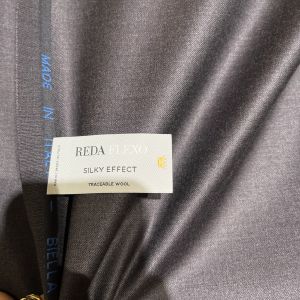 REDA FLEXO
SILKY EFFECT
TRACEABLE WOOL
MADE IN ITALY — BIELLA